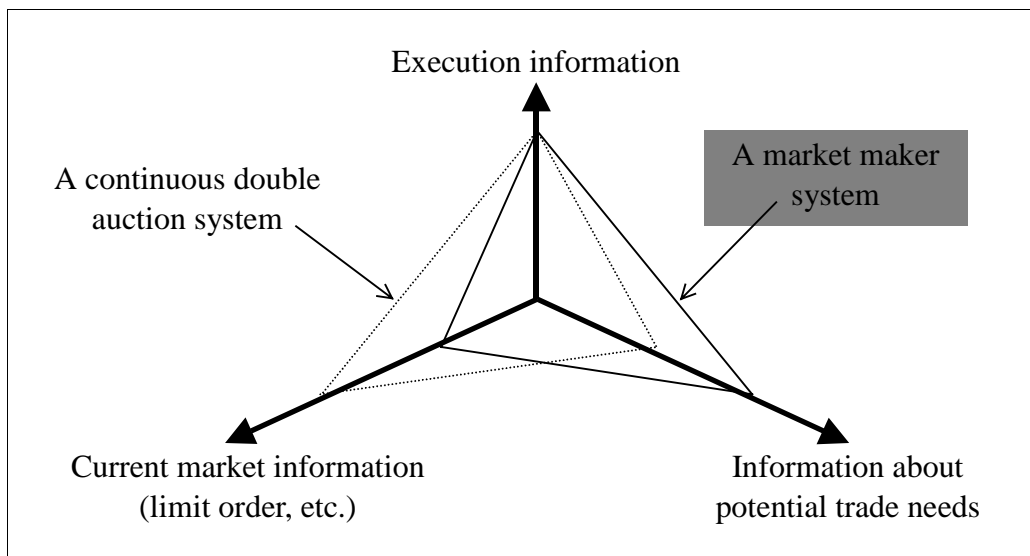 Execution information
A continuous double
auction system
A market maker
system
Current market information
(limit order, etc.)
Information about
potential trade needs